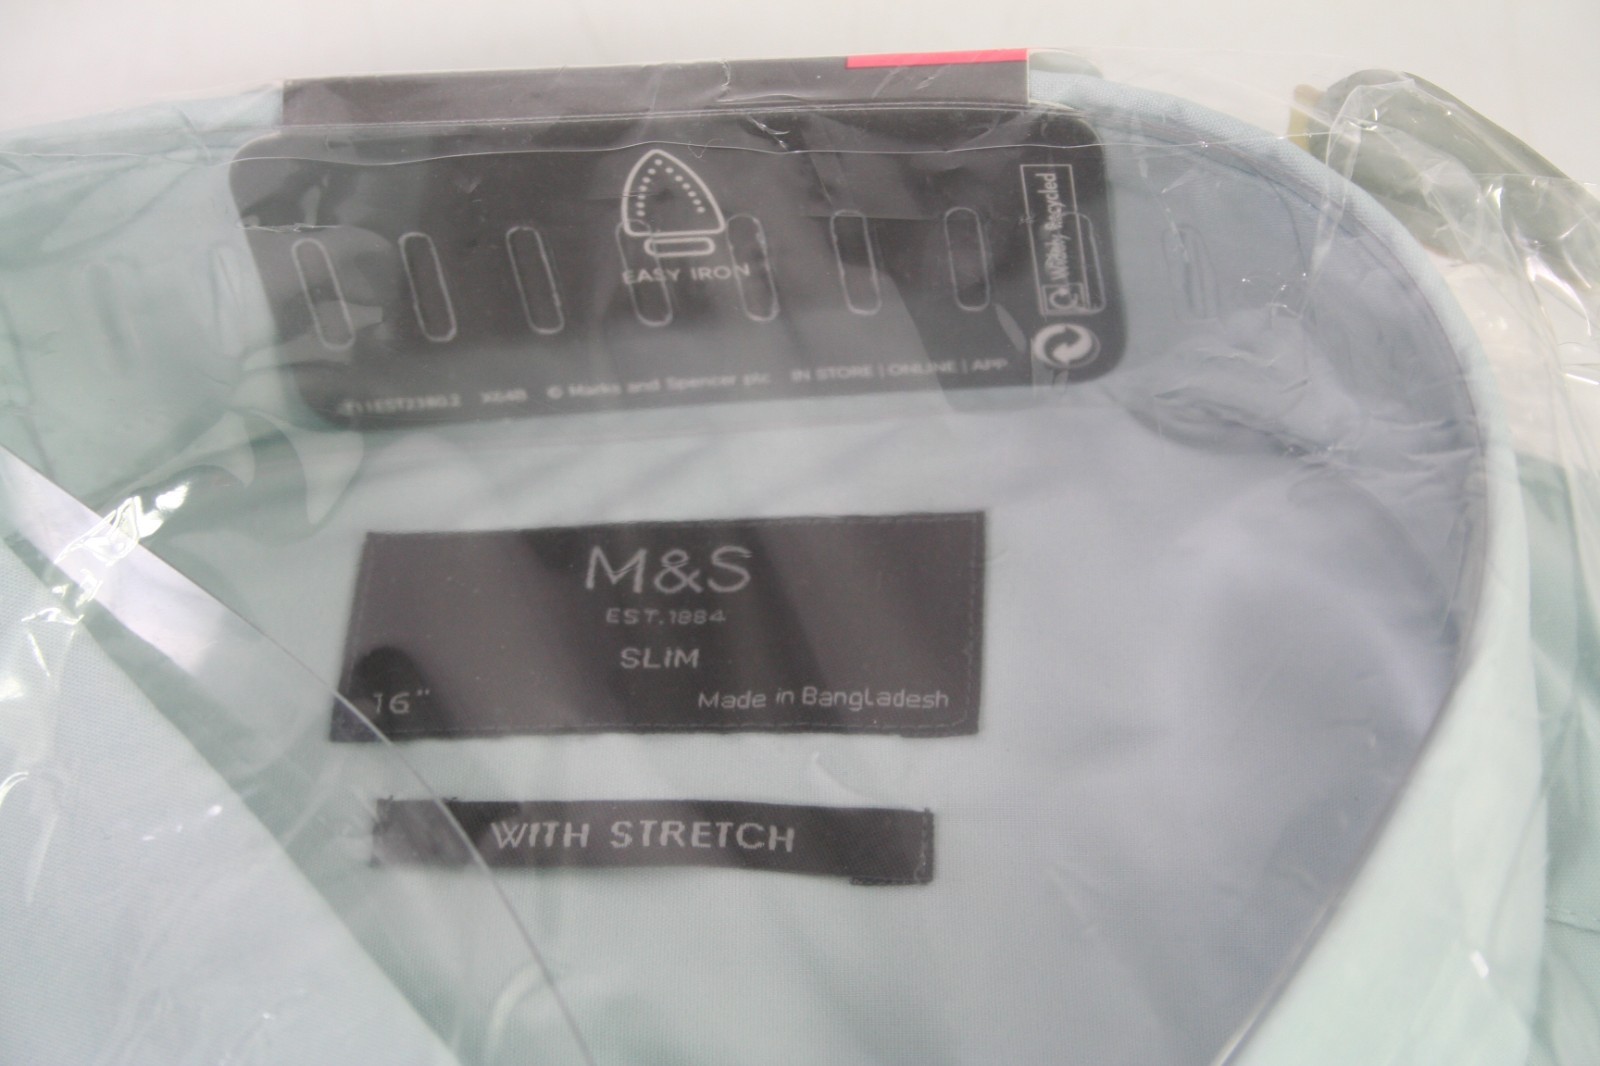 EASY IRON
Widely Recycled
© Marks and Spencer plc IN STORE | ONLINE | APP
M&S
EST. 1884
SLIM
16" Made in Bangladesh
WITH STRETCH